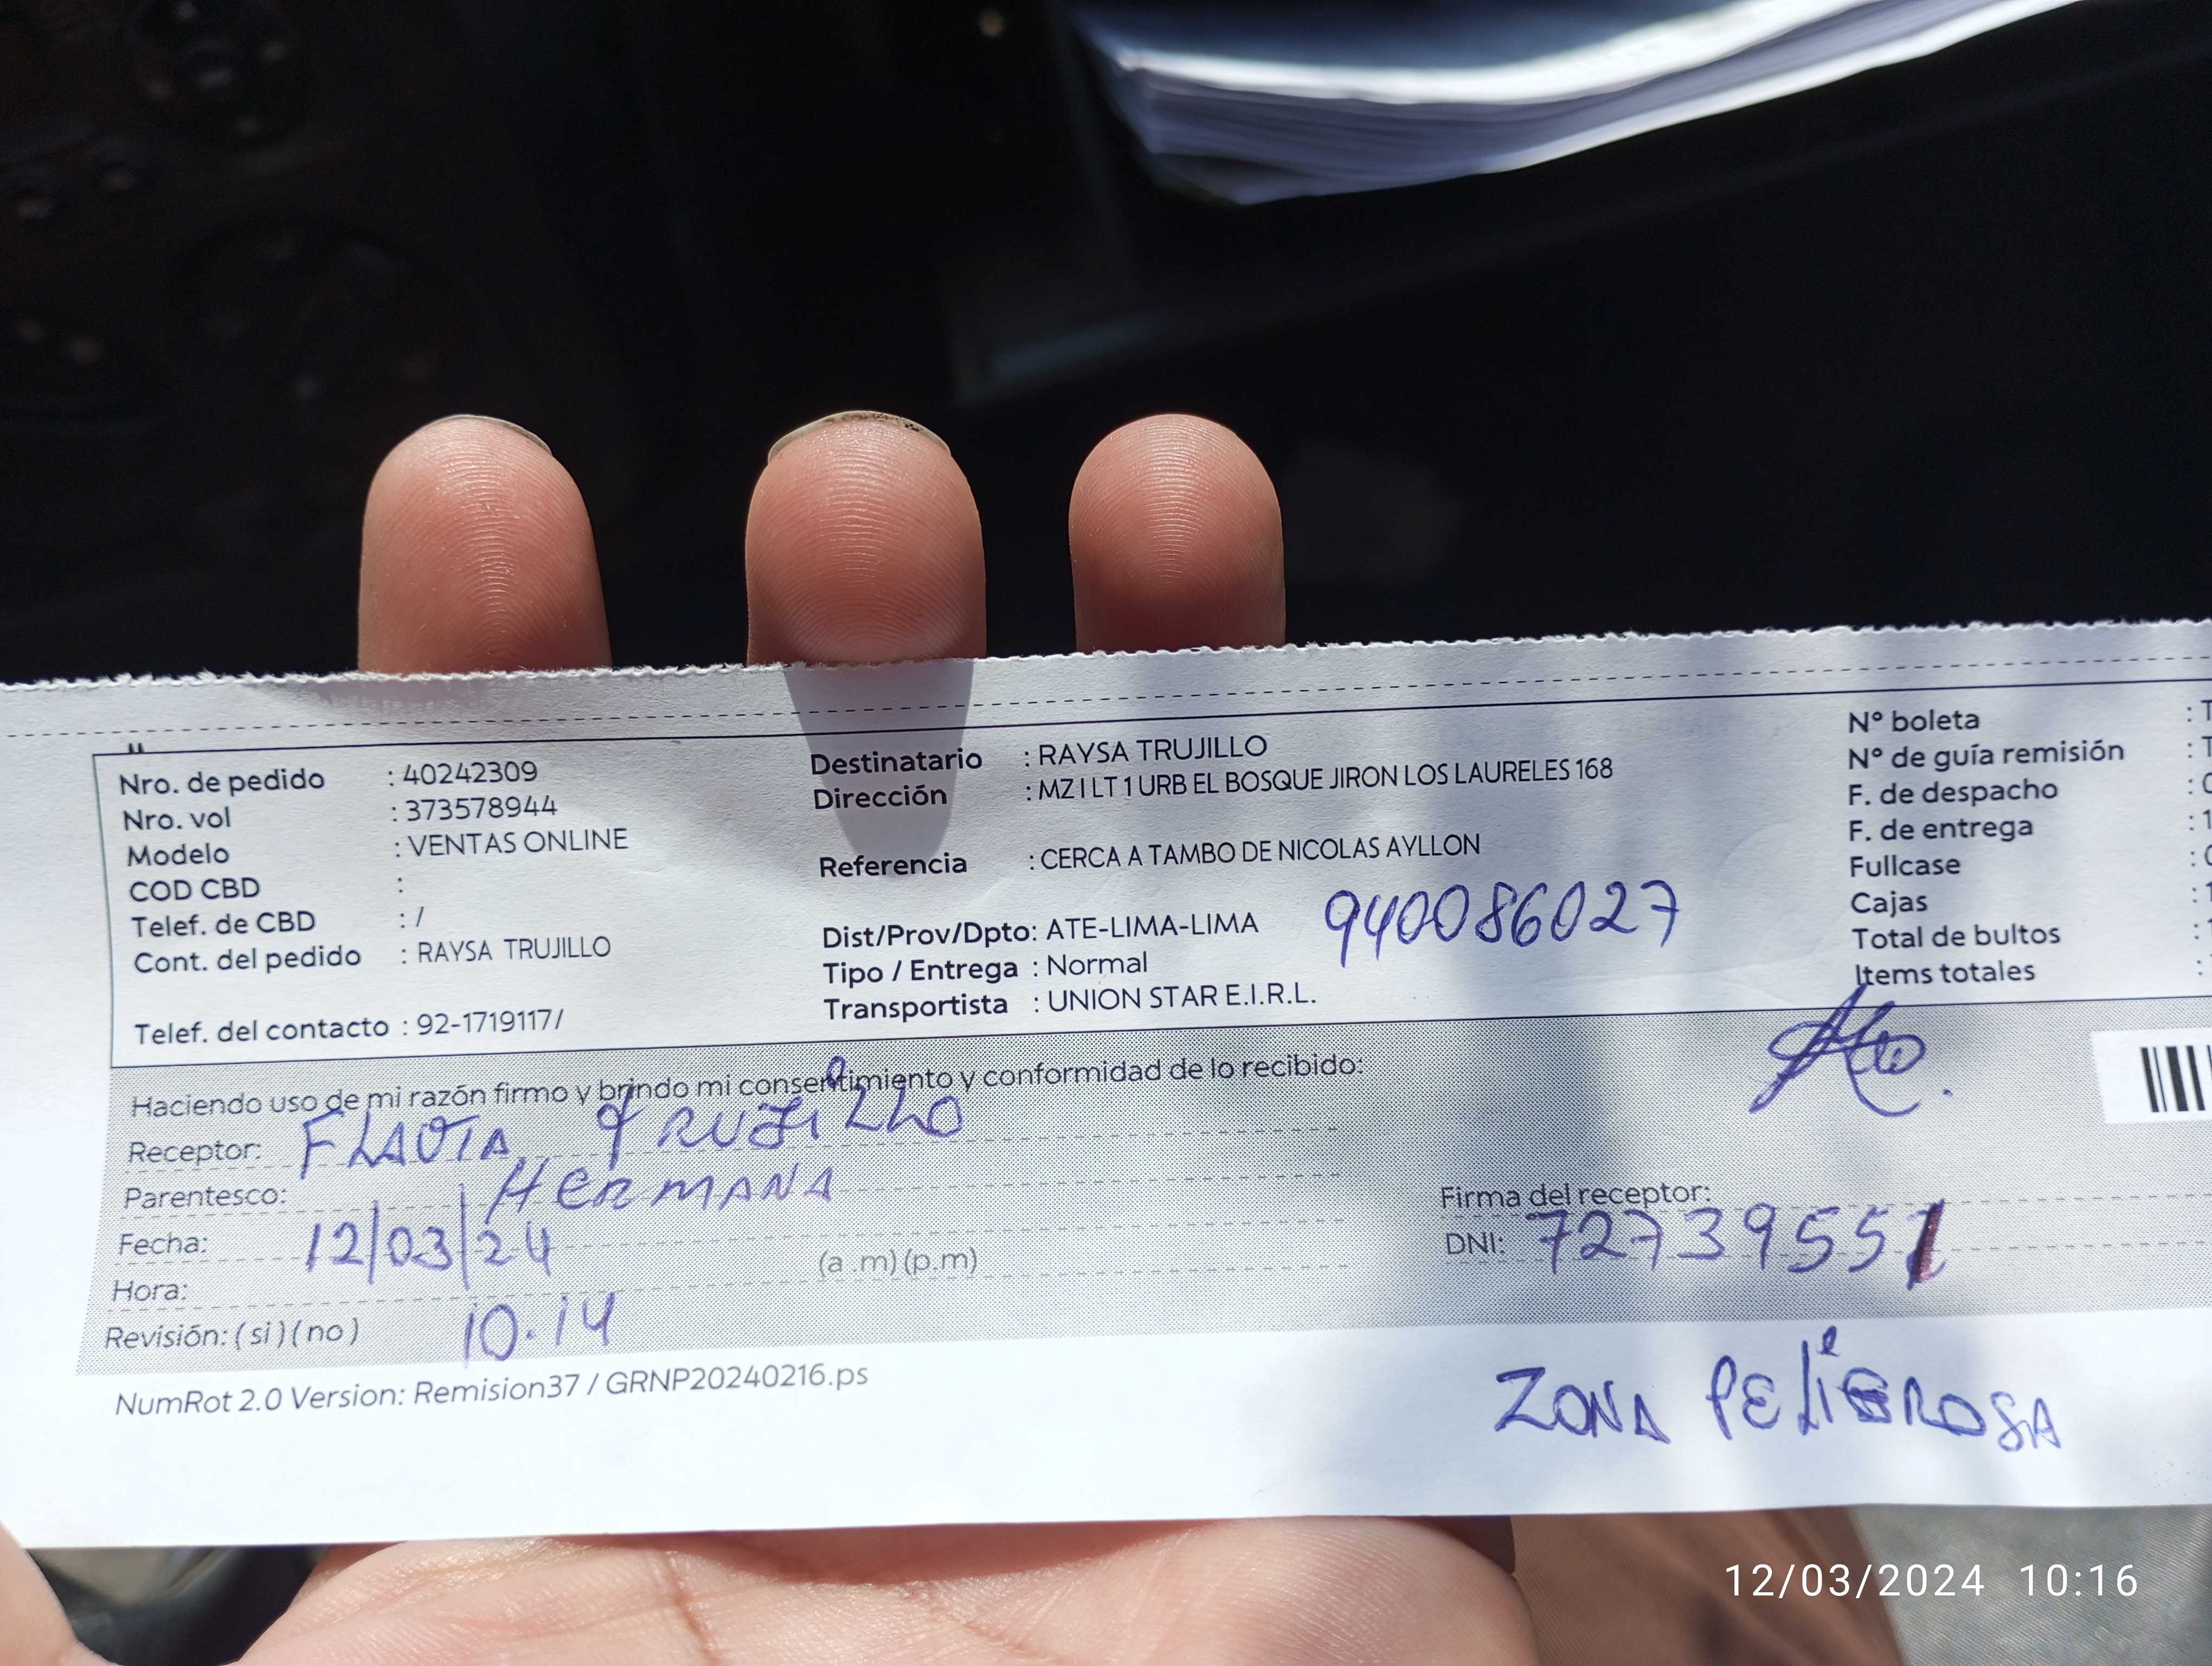 Nro. de pedido : 40242309
Nro. vol : 373578944
Modelo : VENTAS ONLINE
COD CBD :
Telef. de CBD : /
Cont. del pedido : RAYSA TRUJILLO
Telef. del contacto : 92-1719117/
Destinatario : RAYSA TRUJILLO
Dirección : MZ I LT 1 URB EL BOSQUE JIRON LOS LAURELES 168
Referencia : CERCA A TAMBO DE NICOLAS AYLLON
940086027
Dist/Prov/Dpto: ATE-LIMA-LIMA
Tipo / Entrega : Normal
Transportista : UNION STAR E.I.R.L.
N° boleta : T
N° de guía remisión : T
F. de despacho :
F. de entrega : 1
Fullcase :
Cajas : 1
Total de bultos :
Items totales :
Haciendo uso de mi razón firmo y brindo mi consentimiento y conformidad de lo recibido:
Receptor: FLAVIA TRUJILLO
Parentesco: HERMANA
Fecha: 12/03/24
Hora: (a .m) (p.m)
10.14
Revisión: ( si ) ( no )
Firma del receptor:
DNI: 72739551
NumRot 2.0 Version: Remision37 / GRNP20240216.ps
ZONA PELIGROSA
12/03/2024 10:16